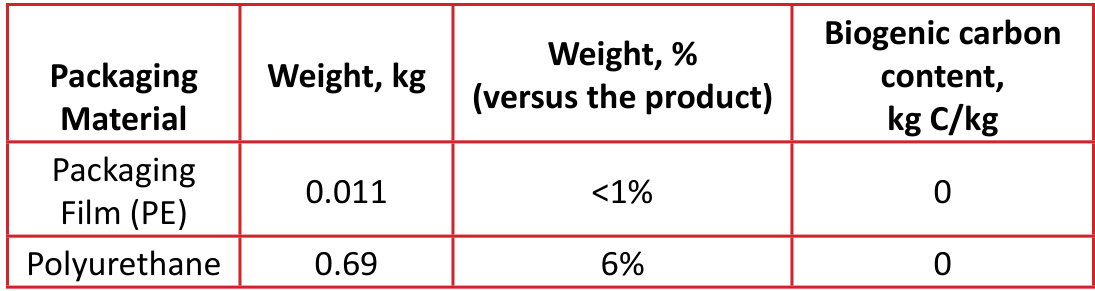 Packaging
Material
Weight, kg
Weight, %
(versus the product)
Biogenic carbon
content,
kg C/kg
Packaging
Film (PE)
0.011
<1%
0
Polyurethane
0.69
6%
0